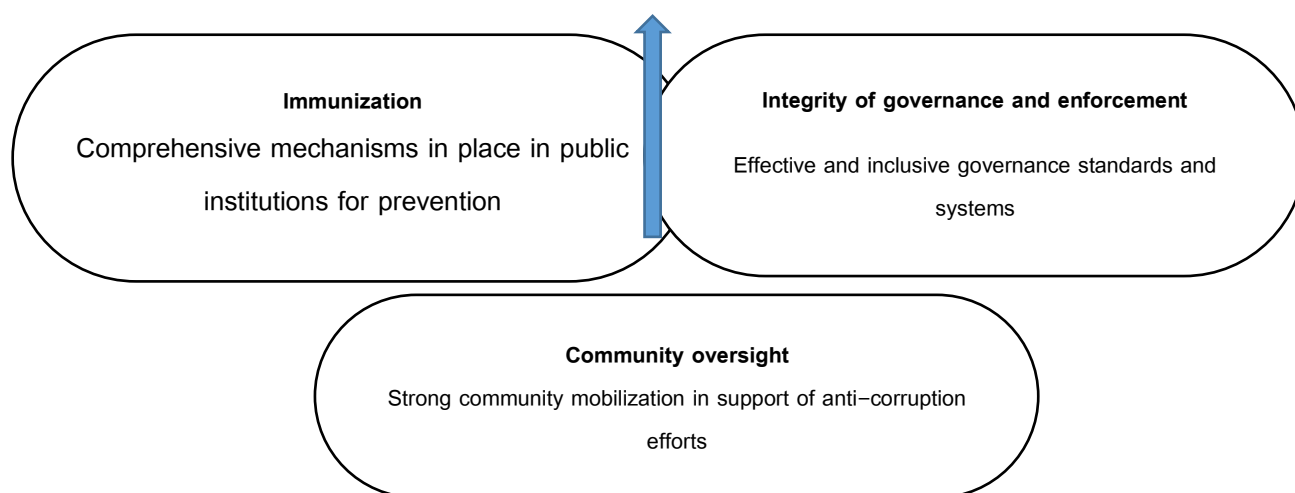 Immunization
Comprehensive mechanisms in place in public
institutions for prevention
Integrity of governance and enforcement
Effective and inclusive governance standards and
systems
Community oversight
Strong community mobilization in support of anti−corruption
efforts